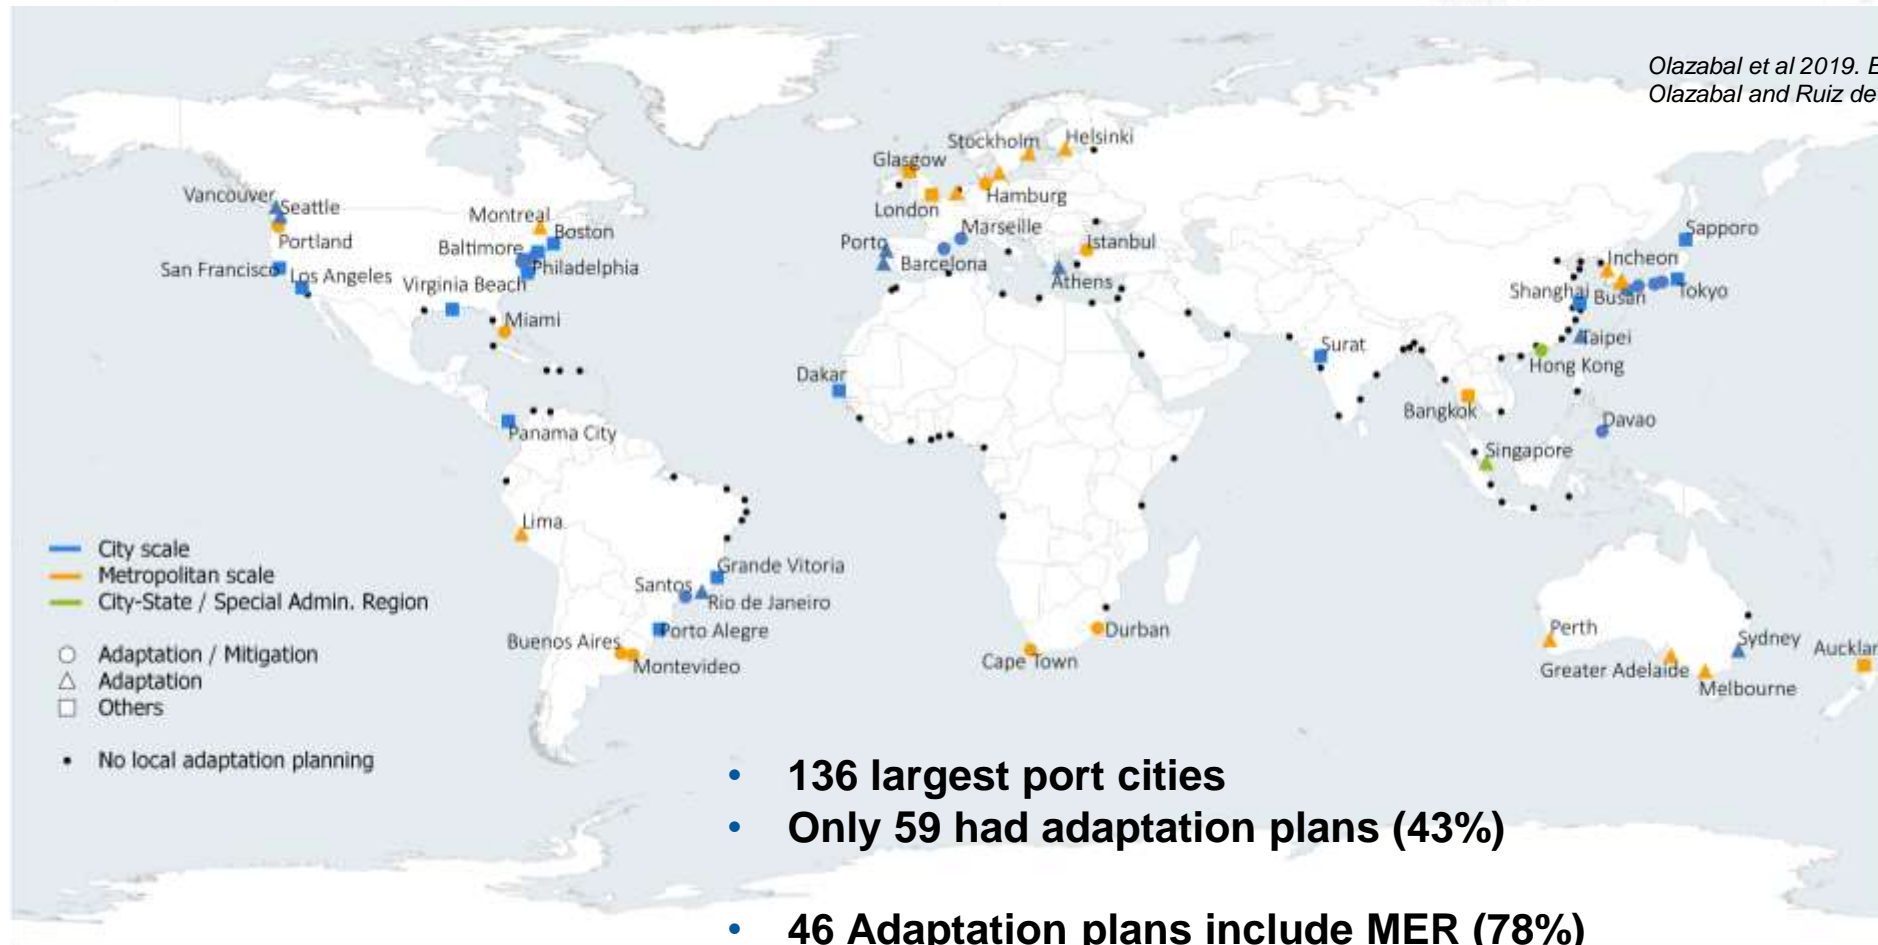 Olazabal et al 2019.
Olazabal and Ruiz de
Stockholm
Helsinki
Glasgow
Hamburg
London
Vancouver
Seattle
Portland
San Francisco
Los Angeles
Montreal
Boston
Baltimore
Philadelphia
Virginia Beach
Miami
Porto
Marseille
Barcelona
Istanbul
Athens
Sapporo
Incheon
Shanghai
Busan
Tokyo
Taipei
Hong Kong
Surat
Bangkok
Davao
Singapore
Dakar
Panama City
Lima
Grande Vitoria
Santos
Rio de Janeiro
Porto Alegre
Buenos Aires
Montevideo
Durban
Cape Town
Perth
Greater Adelaide
Sydney
Melbourne
City scale
Metropolitan scale
City-State / Special Admin. Region
Adaptation / Mitigation
Adaptation
Others
No local adaptation planning
• 136 largest port cities
• Only 59 had adaptation plans (43%)
• 46 Adaptation plans include MER (78%)